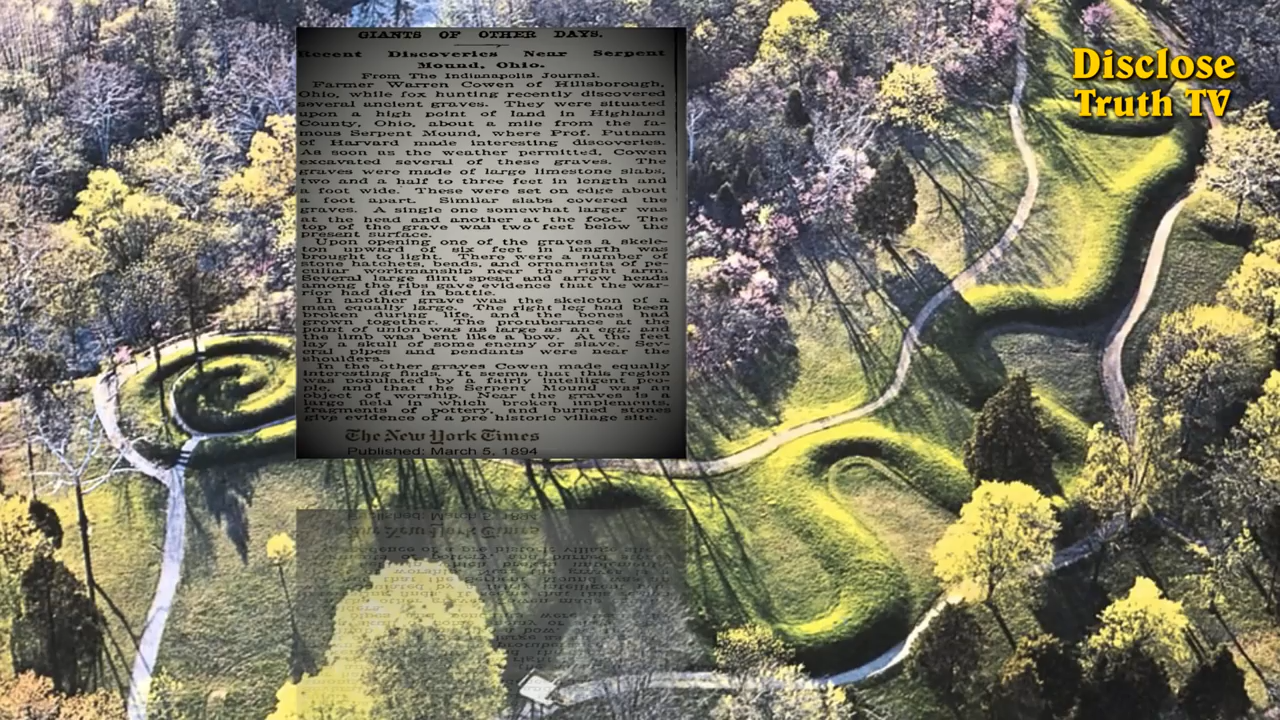 GIANTS OF OTHER DAYS.
Recent Discoveries Near Serpent
Mound, Ohio.
From The Indianapolis Journal.
Farmer Warren Cowen of Hillsborough,
Ohio, while fox hunting recently discovered
several ancient graves. They were situated
upon a high point of land in Highland
County, Ohio, about a mile from the fa-
mous Serpent Mound, where Prof. Putnam
of Harvard made interesting discoveries.
As soon as the weather permitted, Cowen
excavated several of these graves. The
graves were made of large limestone slabs,
two and a half to three feet in length and
a foot wide. These were set on edge about
a foot apart. Similar slabs covered the
graves. A single one somewhat larger was
at the head and another at the foot. The
top of the grave was two feet below the
present surface.
Upon opening one of the graves a skele-
ton upward of six feet in length was
brought to light. There were a number of
stone hatchets, beads, and ornaments of pe-
culiar workmanship near the right arm.
Several large flint spear and arrow heads
among the ribs gave evidence that the war-
rior had died in battle.
In another grave was the skeleton of a
man equally large. The right leg had been
broken during life, and the bones had
grown together. The protuberance at the
point of union was as large as an egg, and
the limb was bent like a bow. At the feet
lay a skull of some enemy or slave. Sev-
eral pipes and pendants were near the
shoulders.
In the other graves Cowen made equally
interesting finds. It seems that this region
was populated by a fairly intelligent peo-
ple, and that the Serpent Mound was an
object of worship. Near the graves is a
large field in which broken implements,
fragments of pottery, and burned stones
give evidence of a pre historic village site.
The New York Times
Published: March 5, 1894
Disclose
Truth TV